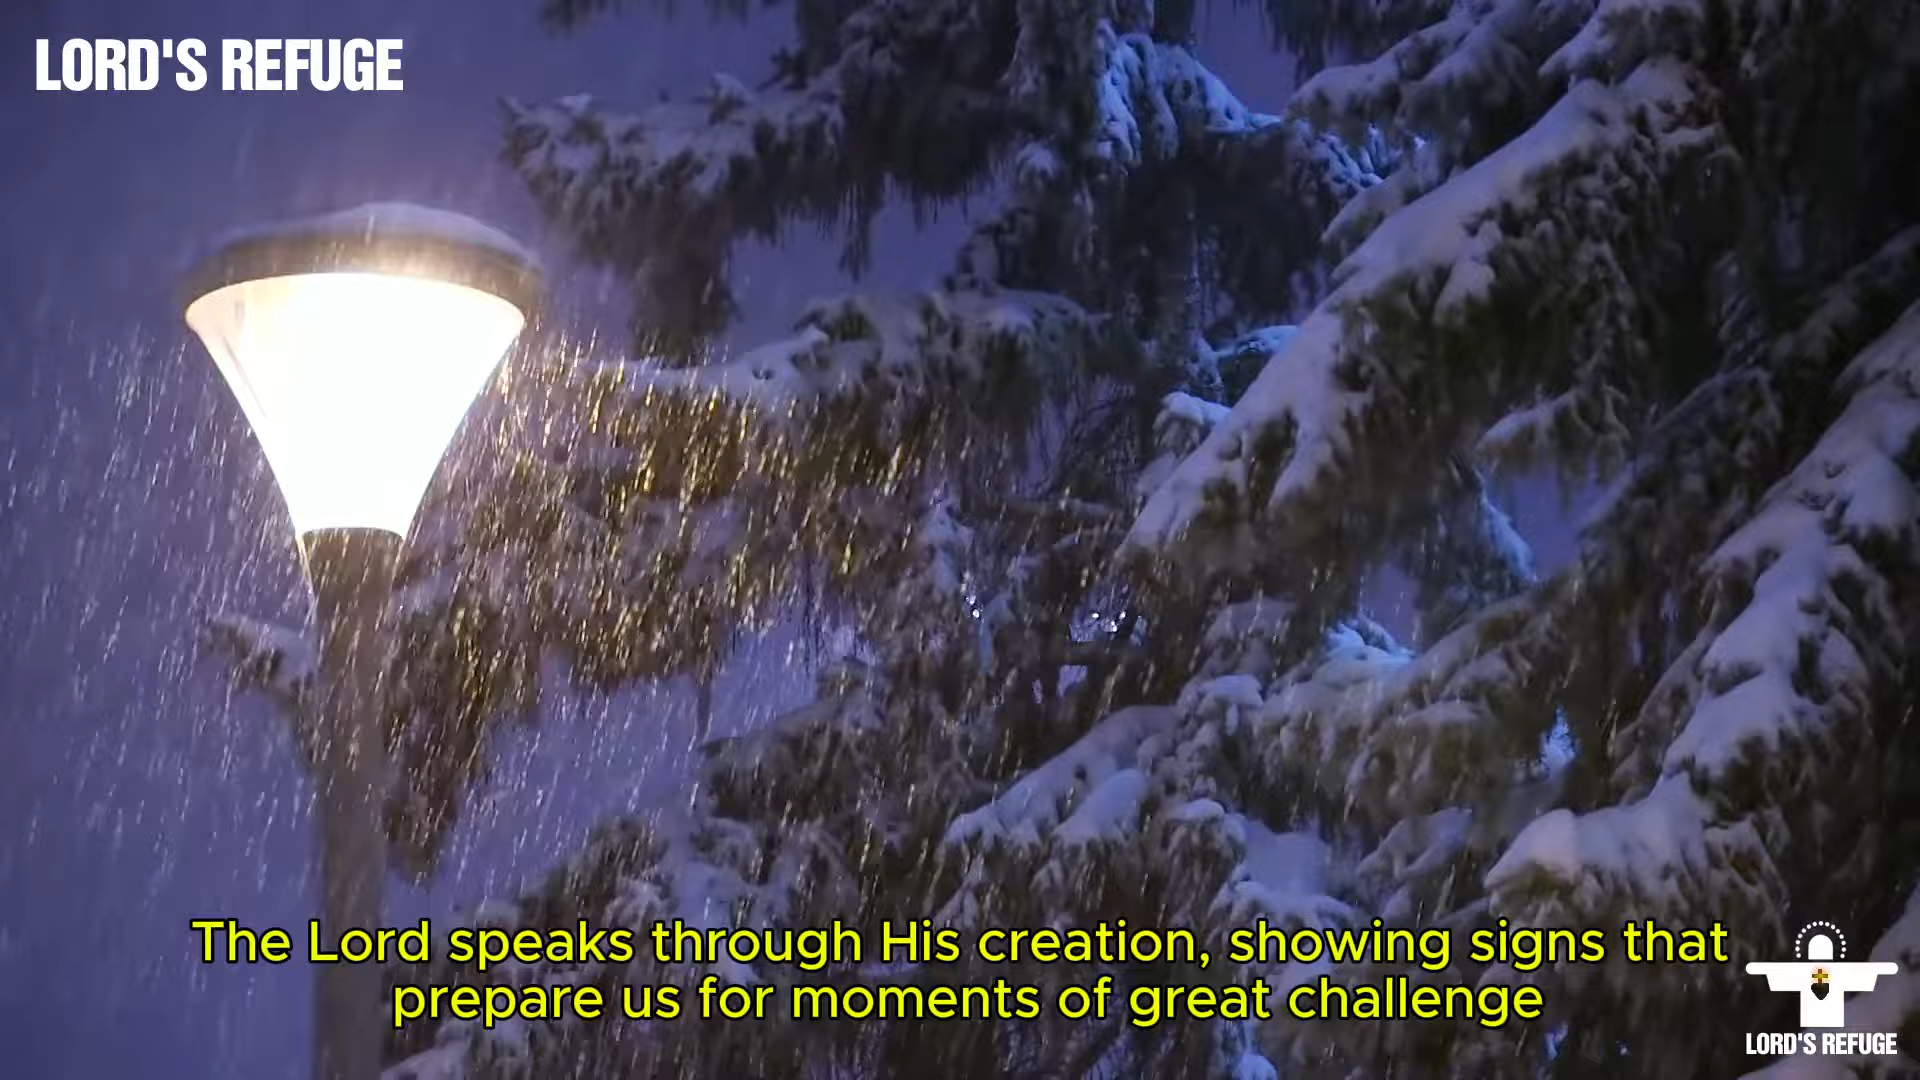 LORD'S REFUGE
The Lord speaks through His creation, showing signs that
prepare us for moments of great challenge
LORD'S REFUGE